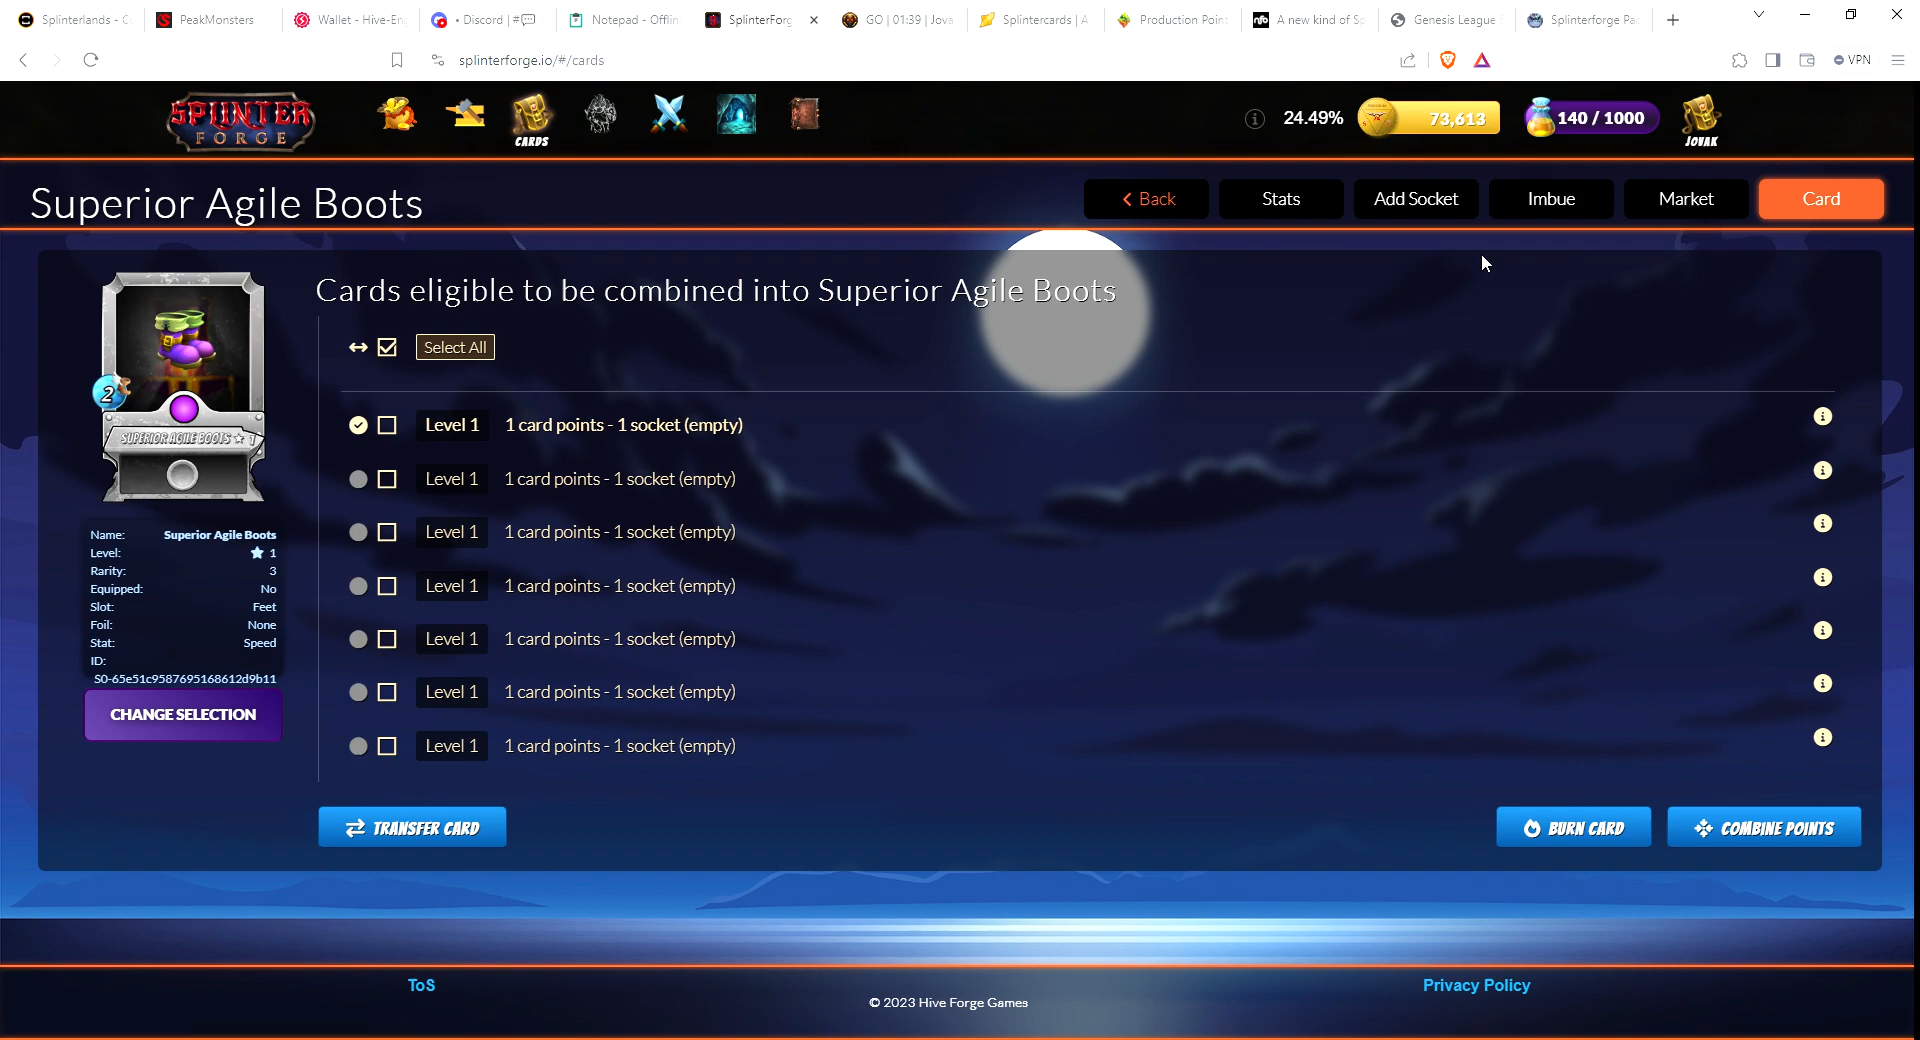 Splinterlands - Co
PeakMonsters
Wallet - Hive-Eng
• Discord | #
Notepad - Offlin
SplinterForg
GO | 01:39 | Jova
Splintercards | A
Production Point
A new kind of Sp
Genesis League S
Splinterforge Pa
splinterforge.io/#/cards
VPN
SPLINTER
FORGE
CARDS
24.49%
73,613
140 / 1000
JOVAK
Superior Agile Boots
Back
Stats
Add Socket
Imbue
Market
Card
Cards eligible to be combined into Superior Agile Boots
Select All
2
SUPERIOR AGILE BOOTS ★ 1
Level 1 1 card points - 1 socket (empty)
Level 1 1 card points - 1 socket (empty)
Level 1 1 card points - 1 socket (empty)
Level 1 1 card points - 1 socket (empty)
Level 1 1 card points - 1 socket (empty)
Level 1 1 card points - 1 socket (empty)
Level 1 1 card points - 1 socket (empty)
Name: Superior Agile Boots
Level: ★ 1
Rarity: 3
Equipped: No
Slot: Feet
Foil: None
Stat: Speed
ID:
S0-65e51c9587695168612d9b11
CHANGE SELECTION
TRANSFER CARD
BURN CARD
COMBINE POINTS
ToS
© 2023 Hive Forge Games
Privacy Policy